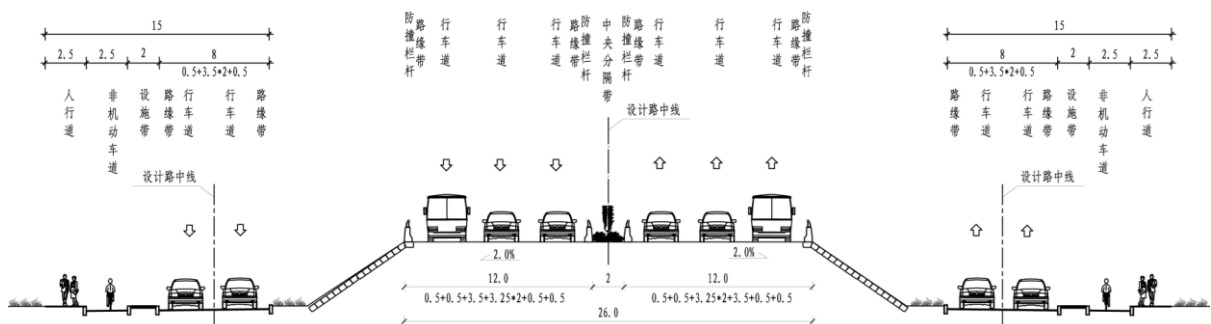 15
2.5 2.5 2 8
0.5+3.5*2+0.5
人行道
非机动车道
设施带
路缘带
行车道
行车道
路缘带
设计路中线
防撞栏杆
路缘带
行车道
行车道
行车道
路缘带
防撞栏杆
中央分隔带
防撞栏杆
路缘带
行车道
行车道
行车道
路缘带
防撞栏杆
设计路中线
2.0%
2.0%
12.0 2 12.0
0.5+0.5+3.5+3.25*2+0.5+0.5
0.5+0.5+3.25*2+3.5+0.5+0.5
26.0
15
8 2 2.5 2.5
0.5+3.5*2+0.5
路缘带
行车道
行车道
路缘带
设施带
非机动车道
人行道
设计路中线